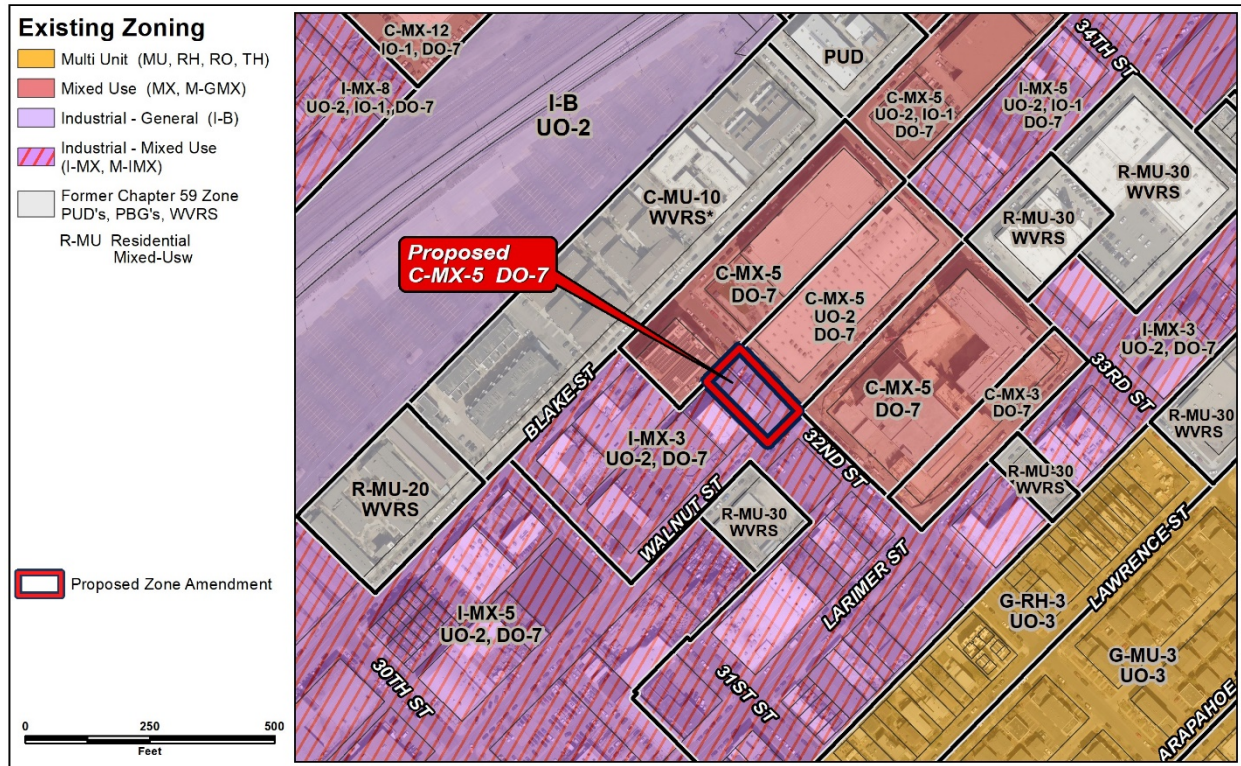 Existing Zoning
Multi Unit (MU, RH, RO, TH)
Mixed Use (MX, M-GMX)
Industrial - General (I-B)
Industrial - Mixed Use
(I-MX, M-IMX)
Former Chapter 59 Zone
PUD's, PBG's, WVRS
R-MU Residential
Mixed-Usw
Proposed Zone Amendment
0 250 500
Feet
C-MX-12
IO-1, DO-7
I-MX-8
UO-2, IO-1,,DO-7
I-B
UO-2
PUD
C-MX-5
UO-2, IO-1
DO-7
I-MX-5
UO-2, IO-1
DO-7
34TH ST
C-MU-10
WVRS*
R-MU-30
WVRS
R-MU-30
WVRS
Proposed
C-MX-5 DO-7
C-MX-5
DO-7
C-MX-5
UO-2
DO-7
I-MX-3
UO-2, DO-7
33RD ST
C-MX-5
DO-7
C-MX-3
DO-7
R-MU-30
WVRS
BLAKE ST
I-MX-3
UO-2, DO-7
32ND ST
R-MU-30
WVRS
R-MU-20
WVRS
WALNUT ST
R-MU-30
WVRS
LARIMER ST
LAWRENCE ST
G-RH-3
UO-3
I-MX-5
UO-2, DO-7
G-MU-3
UO-3
30TH ST
31ST ST
ARAPAHOE